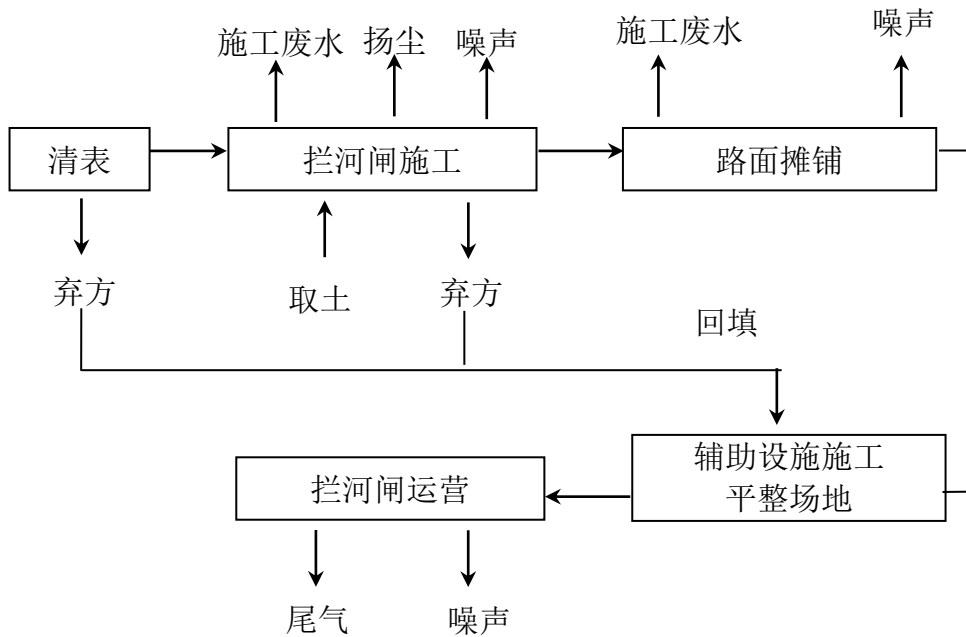 施工废水
扬尘
噪声
施工废水
噪声
清表
拦河闸施工
路面摊铺
弃方
取土
弃方
回填
辅助设施施工
平整场地
拦河闸运营
尾气
噪声